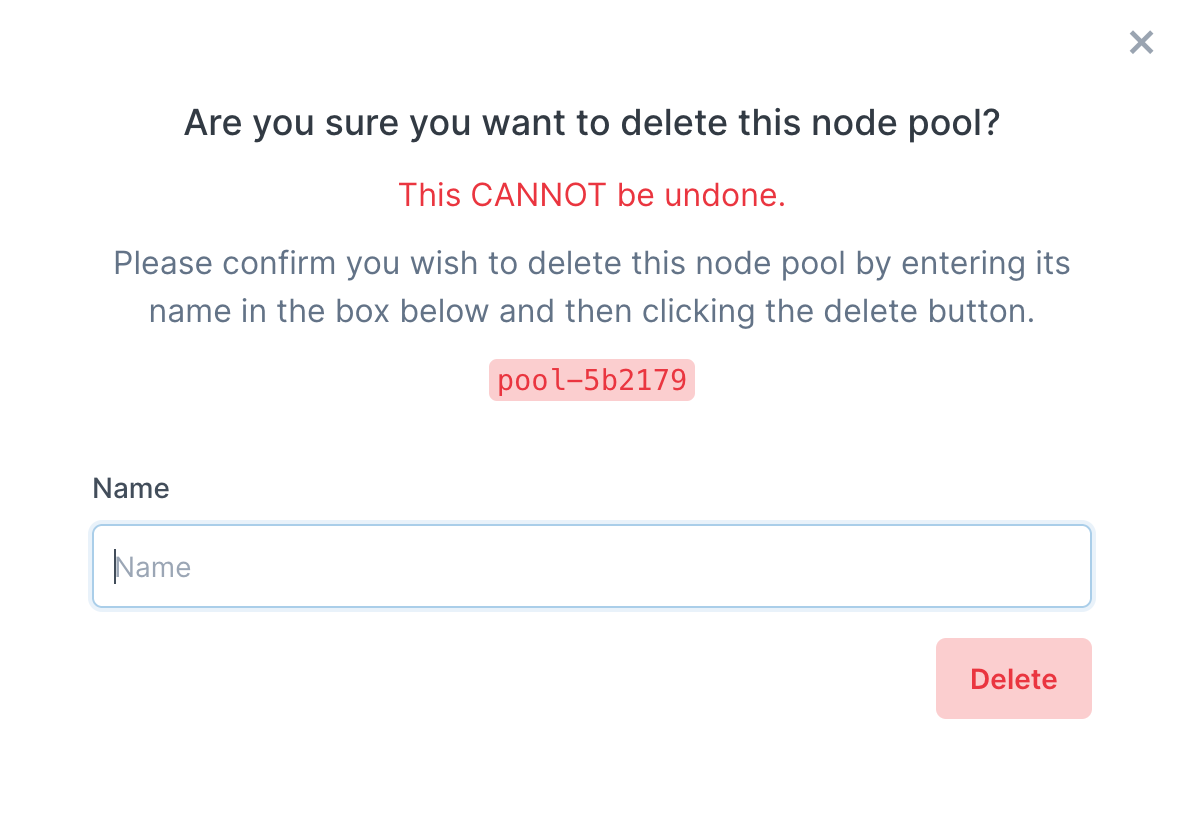 Are you sure you want to delete this node pool?
This CANNOT be undone.
Please confirm you wish to delete this node pool by entering its
name in the box below and then clicking the delete button.
pool-5b2179
Name
Name
Delete